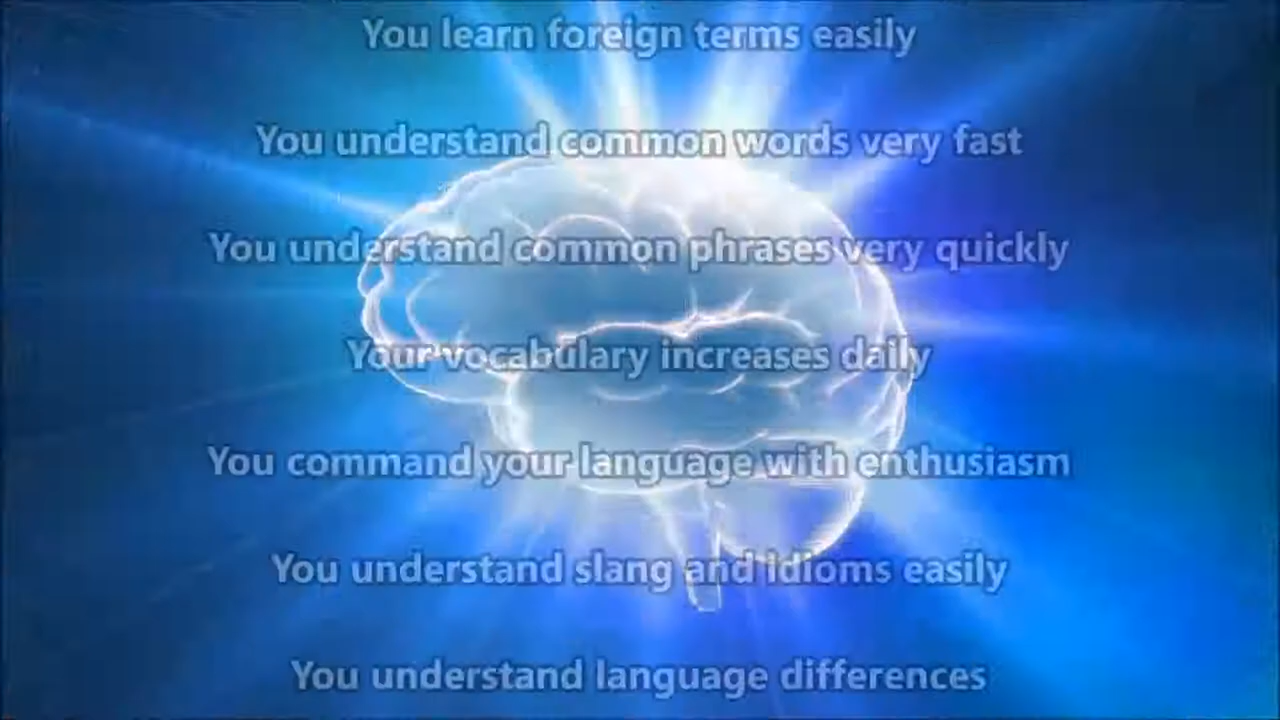 You learn foreign terms easily
You understand common words very fast
You understand common phrases very quickly
Your vocabulary increases daily
You command your language with enthusiasm
You understand slang and idioms easily
You understand language differences